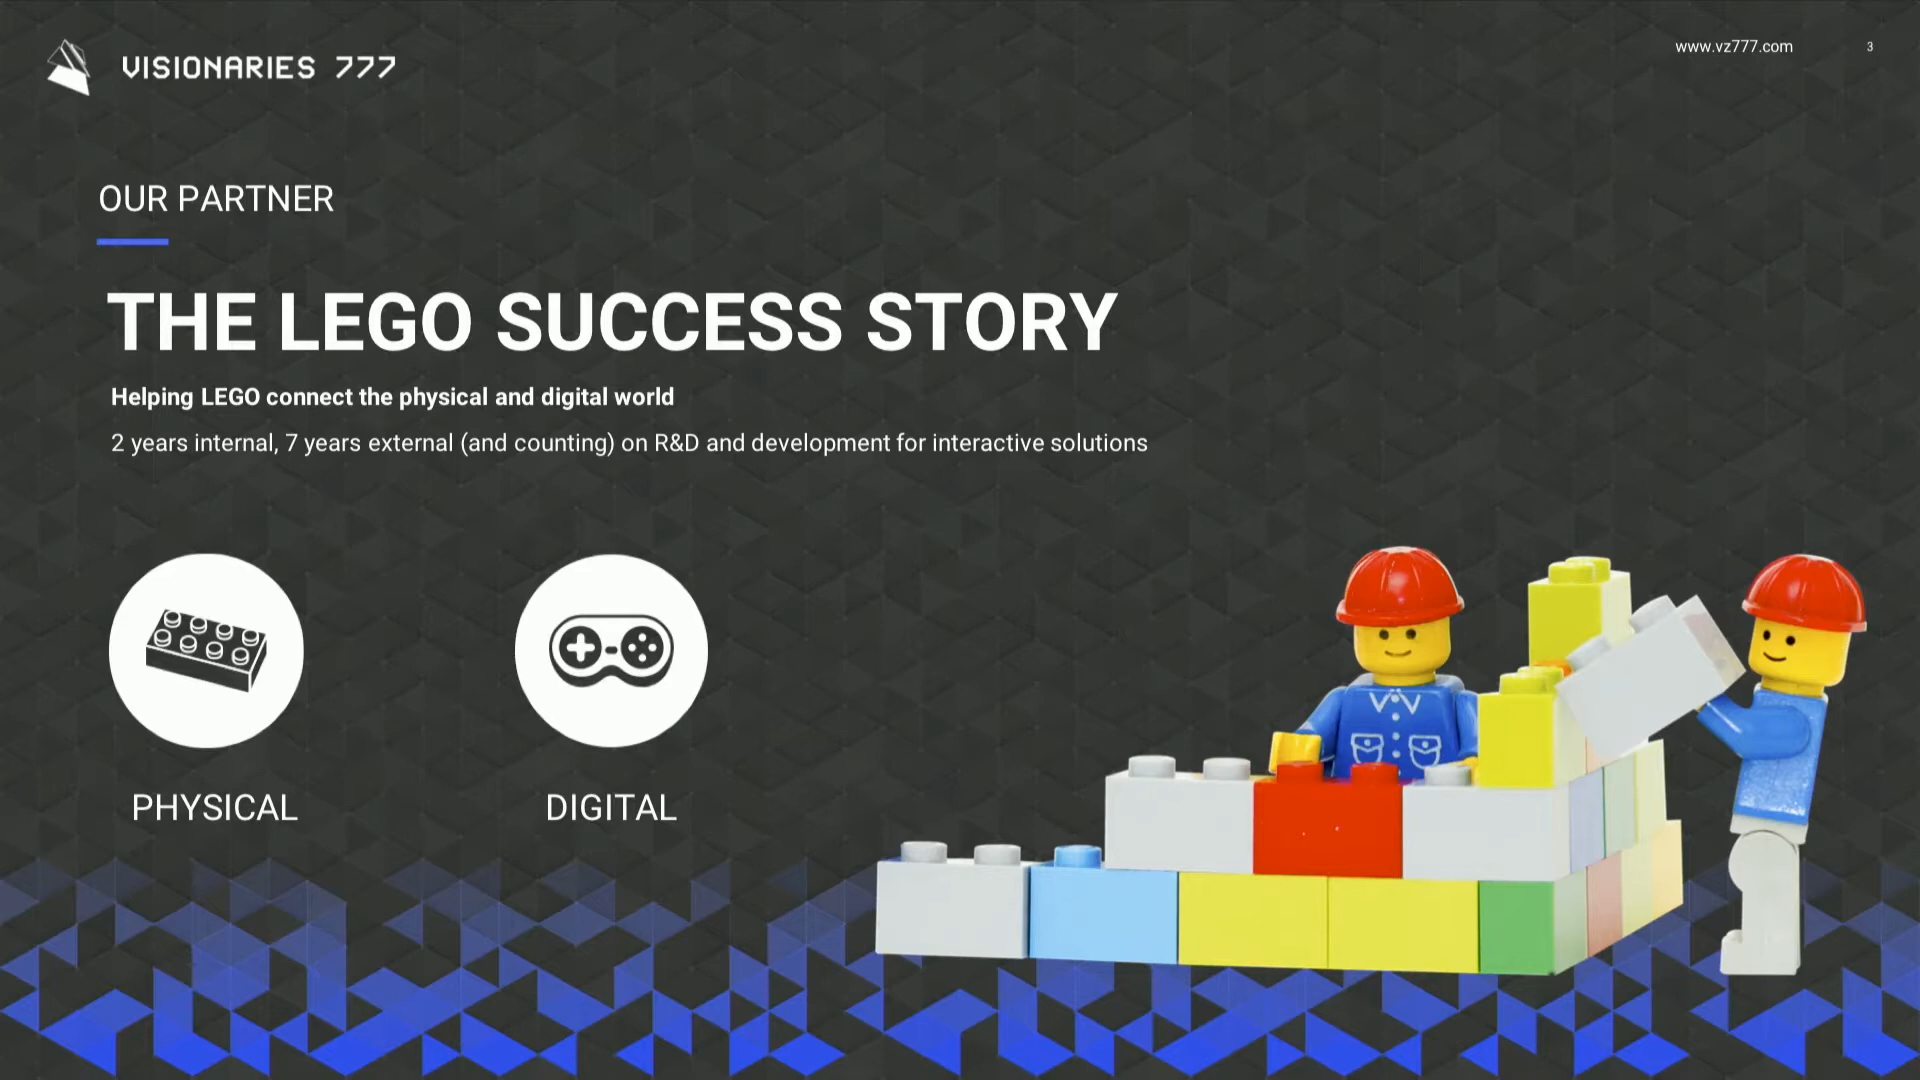 VISIONARIES 777
www.vz777.com
3
OUR PARTNER
THE LEGO SUCCESS STORY
Helping LEGO connect the physical and digital world
2 years internal, 7 years external (and counting) on R&D and development for interactive solutions
PHYSICAL
DIGITAL